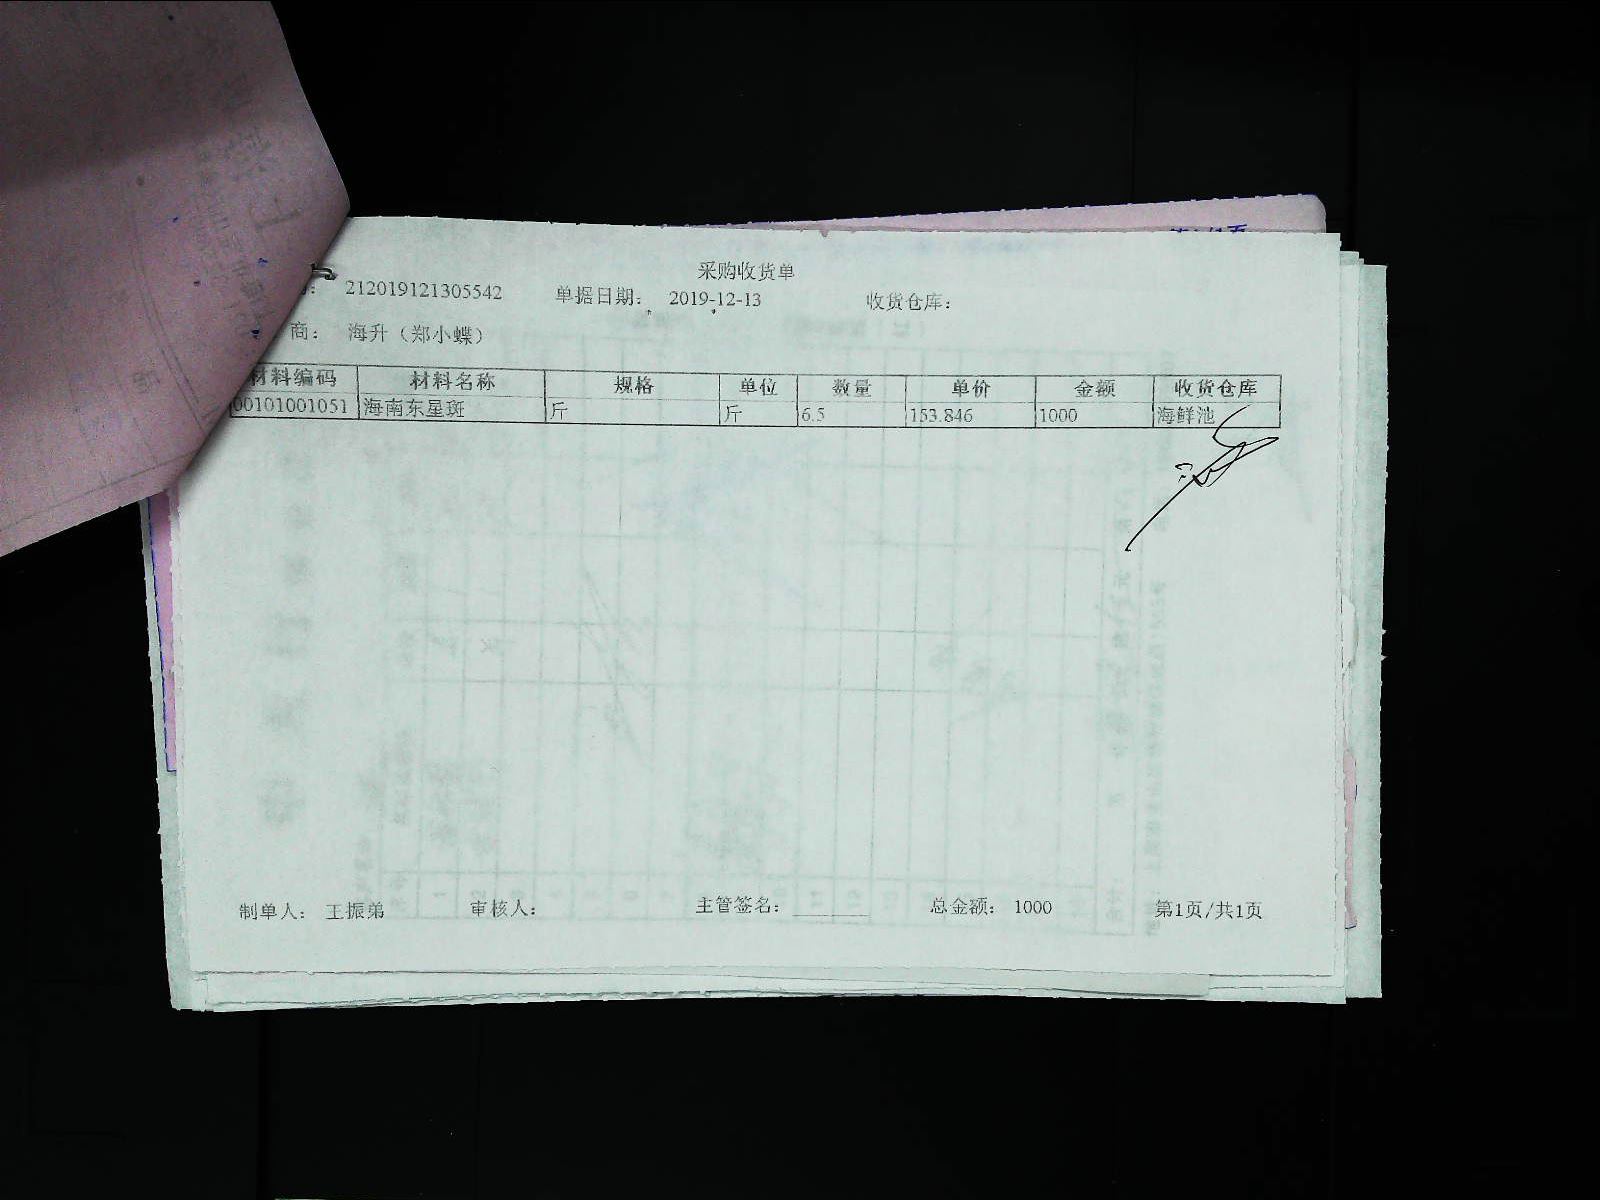 采购收货单
212019121305542 单据日期： 2019-12-13 收货仓库：
商： 海升（郑小蝶）
材料编码 材料名称 规格 单位 数量 单价 金额 收货仓库
00101001051 海南东星斑 斤 斤 6.5 153.846 1000 海鲜池
制单人： 王振弟 审核人： 主管签名： 总金额： 1000 第1页/共1页